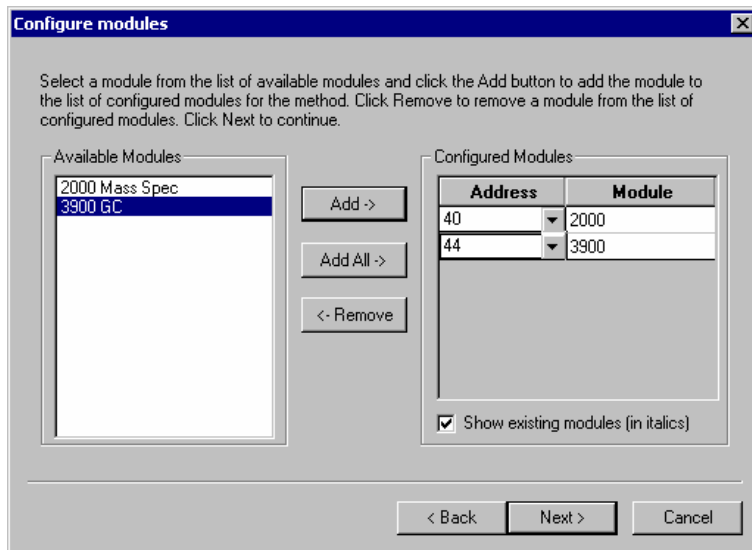 Configure modules
Select a module from the list of available modules and click the Add button to add the module to
the list of configured modules for the method. Click Remove to remove a module from the list of
configured modules. Click Next to continue.
Available Modules
2000 Mass Spec
3900 GC
Add ->
Add All ->
<- Remove
Configured Modules
Address Module
40 2000
44 3900
Show existing modules (in italics)
< Back Next > Cancel